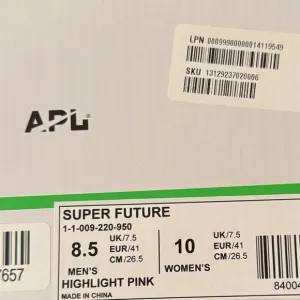 LPN 0009990000014119549
SKU 13129237020006
APL
SUPER FUTURE
1-1-009-220-950
8.5
UK/7.5
EUR/41
CM/26.5
MEN'S
10
UK/7.5
EUR/41
CM/26.5
WOMEN'S
HIGHLIGHT PINK
MADE IN CHINA
7657
84004